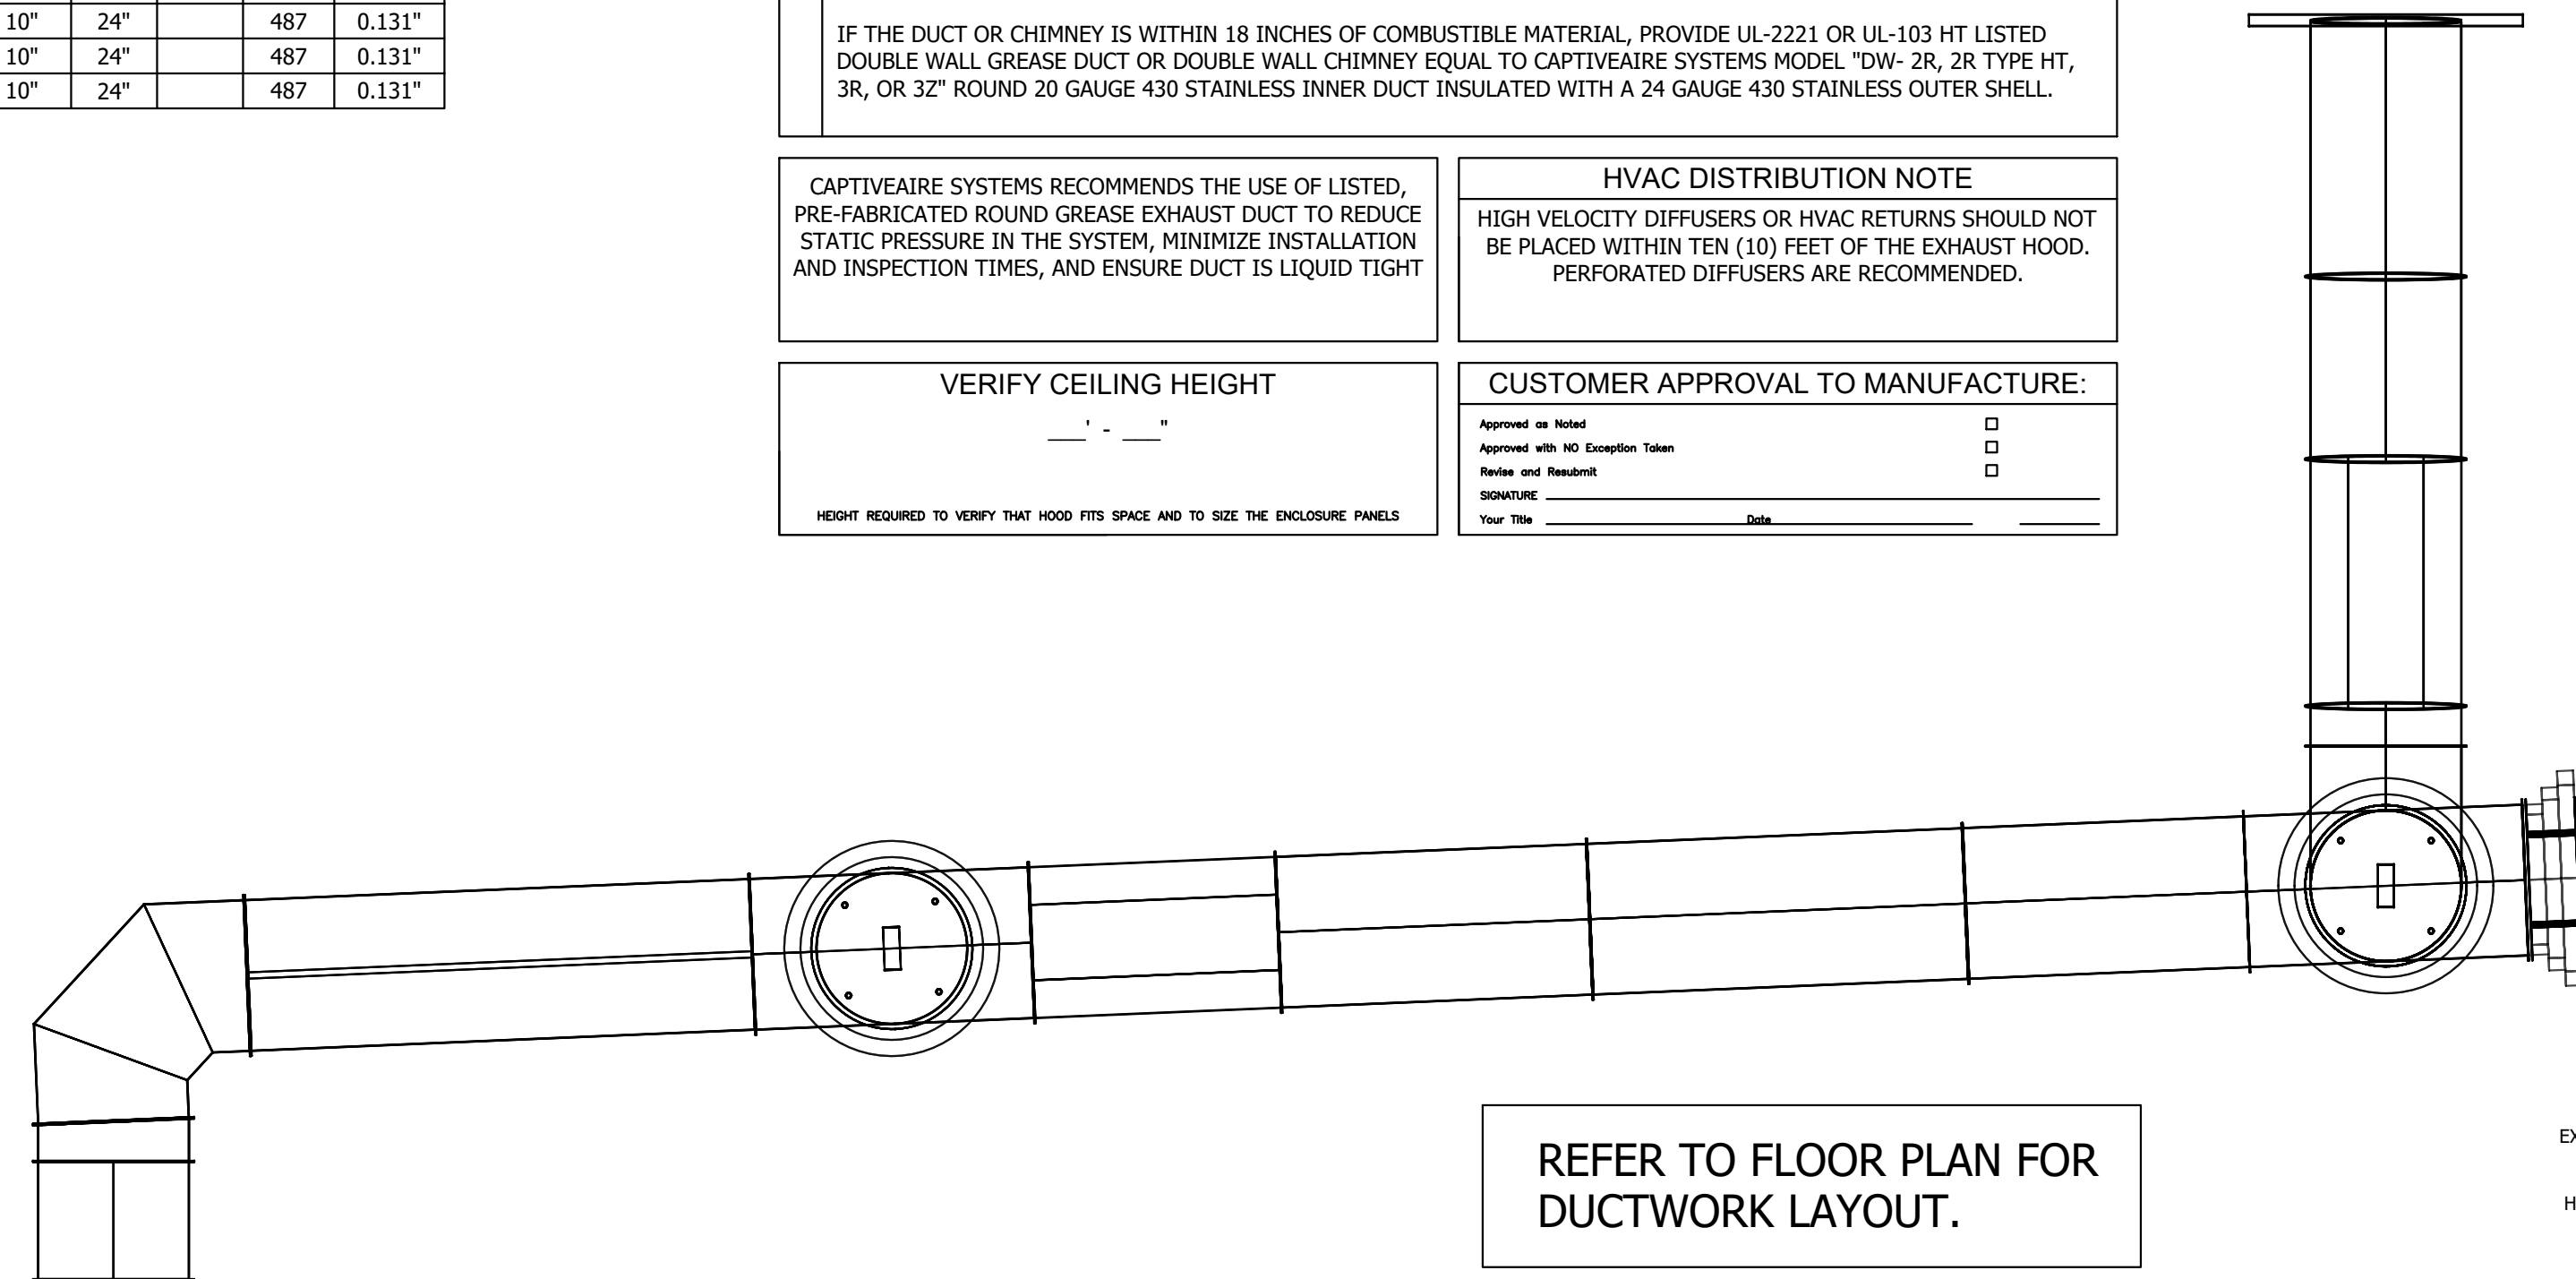 10" 24" 487 0.131"
10" 24" 487 0.131"
10" 24" 487 0.131"
IF THE DUCT OR CHIMNEY IS WITHIN 18 INCHES OF COMBUSTIBLE MATERIAL, PROVIDE UL-2221 OR UL-103 HT LISTED
DOUBLE WALL GREASE DUCT OR DOUBLE WALL CHIMNEY EQUAL TO CAPTIVEAIRE SYSTEMS MODEL "DW- 2R, 2R TYPE HT,
3R, OR 3Z" ROUND 20 GAUGE 430 STAINLESS INNER DUCT INSULATED WITH A 24 GAUGE 430 STAINLESS OUTER SHELL.
CAPTIVEAIRE SYSTEMS RECOMMENDS THE USE OF LISTED,
PRE-FABRICATED ROUND GREASE EXHAUST DUCT TO REDUCE
STATIC PRESSURE IN THE SYSTEM, MINIMIZE INSTALLATION
AND INSPECTION TIMES, AND ENSURE DUCT IS LIQUID TIGHT
HVAC DISTRIBUTION NOTE
HIGH VELOCITY DIFFUSERS OR HVAC RETURNS SHOULD NOT
BE PLACED WITHIN TEN (10) FEET OF THE EXHAUST HOOD.
PERFORATED DIFFUSERS ARE RECOMMENDED.
VERIFY CEILING HEIGHT
___' - ___"
HEIGHT REQUIRED TO VERIFY THAT HOOD FITS SPACE AND TO SIZE THE ENCLOSURE PANELS
CUSTOMER APPROVAL TO MANUFACTURE:
Approved as Noted
Approved with NO Exception Taken
Revise and Resubmit
SIGNATURE
Your Title Date
REFER TO FLOOR PLAN FOR
DUCTWORK LAYOUT.